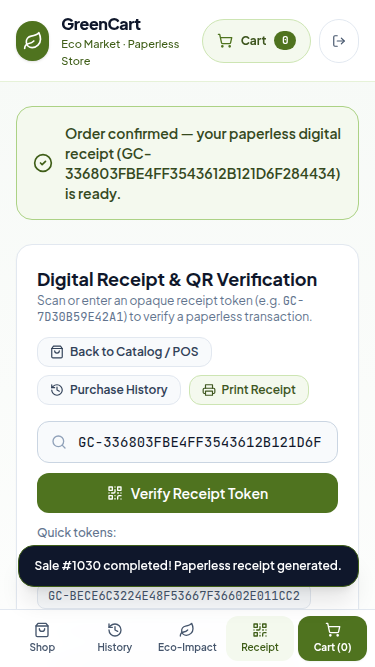 GreenCart
Eco Market · Paperless
Store
Cart 0
Order confirmed — your paperless digital
receipt (GC-
336803FBE4FF3543612B121D6F284434)
is ready.
Digital Receipt & QR Verification
Scan or enter an opaque receipt token (e.g. GC-
7D30B59E42A1) to verify a paperless transaction.
Back to Catalog / POS
Purchase History
Print Receipt
GC-336803FBE4FF3543612B121D6F
Verify Receipt Token
Quick tokens:
Sale #1030 completed! Paperless receipt generated.
GC-BECE6C3224E48F53667F36602E011CC2
Shop
History
Eco-Impact
Receipt
Cart (0)